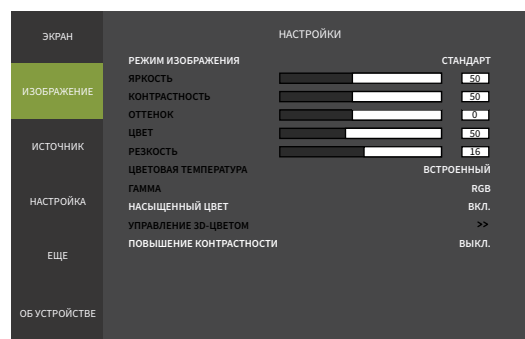 ЭКРАН
ИЗОБРАЖЕНИЕ
ИСТОЧНИК
НАСТРОЙКА
ЕЩЕ
ОБ УСТРОЙСТВЕ
НАСТРОЙКИ
РЕЖИМ ИЗОБРАЖЕНИЯ СТАНДАРТ
ЯРКОСТЬ 50
КОНТРАСТНОСТЬ 50
ОТТЕНОК 0
ЦВЕТ 50
РЕЗКОСТЬ 16
ЦВЕТОВАЯ ТЕМПЕРАТУРА ВСТРОЕННЫЙ
ГАММА RGB
НАСЫЩЕННЫЙ ЦВЕТ ВКЛ.
УПРАВЛЕНИЕ 3D-ЦВЕТОМ >>
ПОВЫШЕНИЕ КОНТРАСТНОСТИ ВЫКЛ.